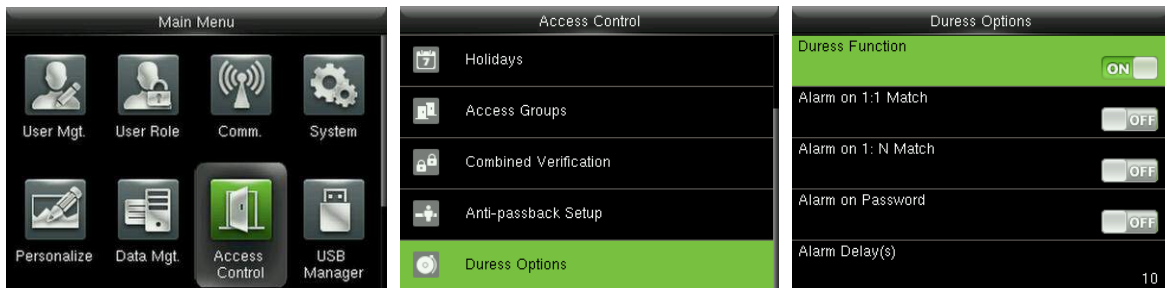 Main Menu
User Mgt.
User Role
Comm.
System
Personalize
Data Mgt.
Access
Control
USB
Manager
Access Control
7
Holidays
Access Groups
Combined Verification
Anti-passback Setup
Duress Options
Duress Options
Duress Function
ON
Alarm on 1:1 Match
OFF
Alarm on 1: N Match
OFF
Alarm on Password
OFF
Alarm Delay(s)
10